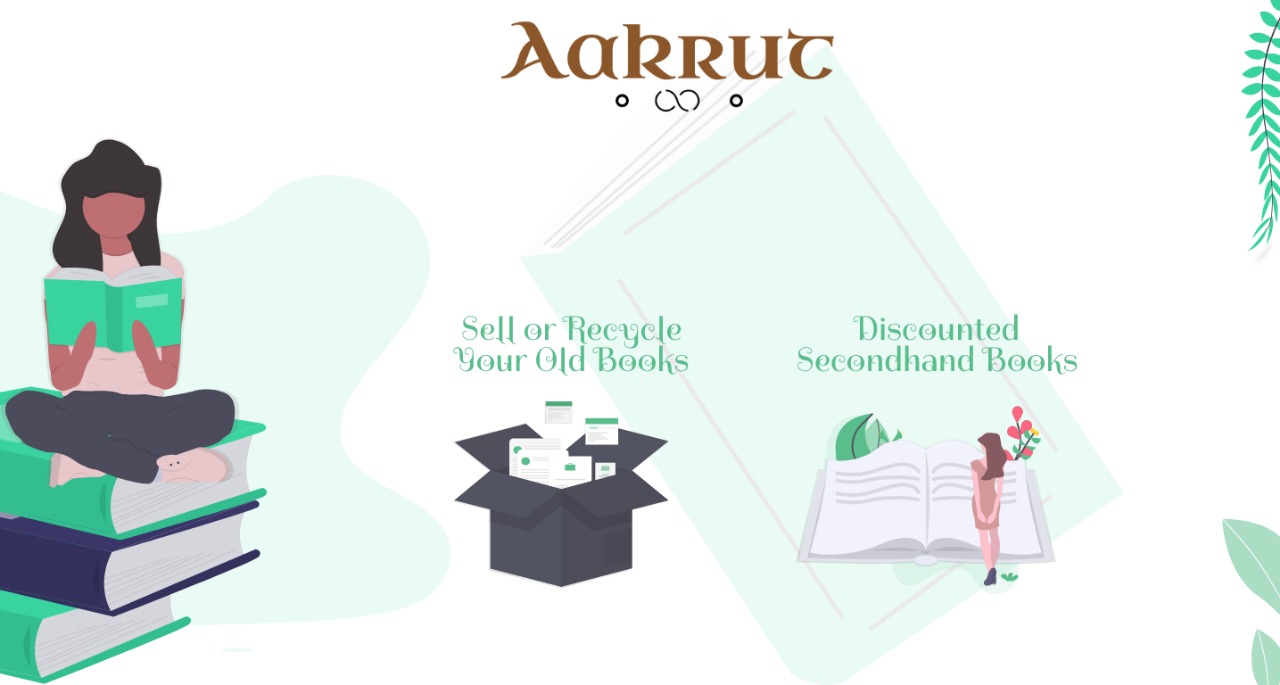 Aakrut
Sell or Recycle
Your Old Books
Discounted
Secondhand Books